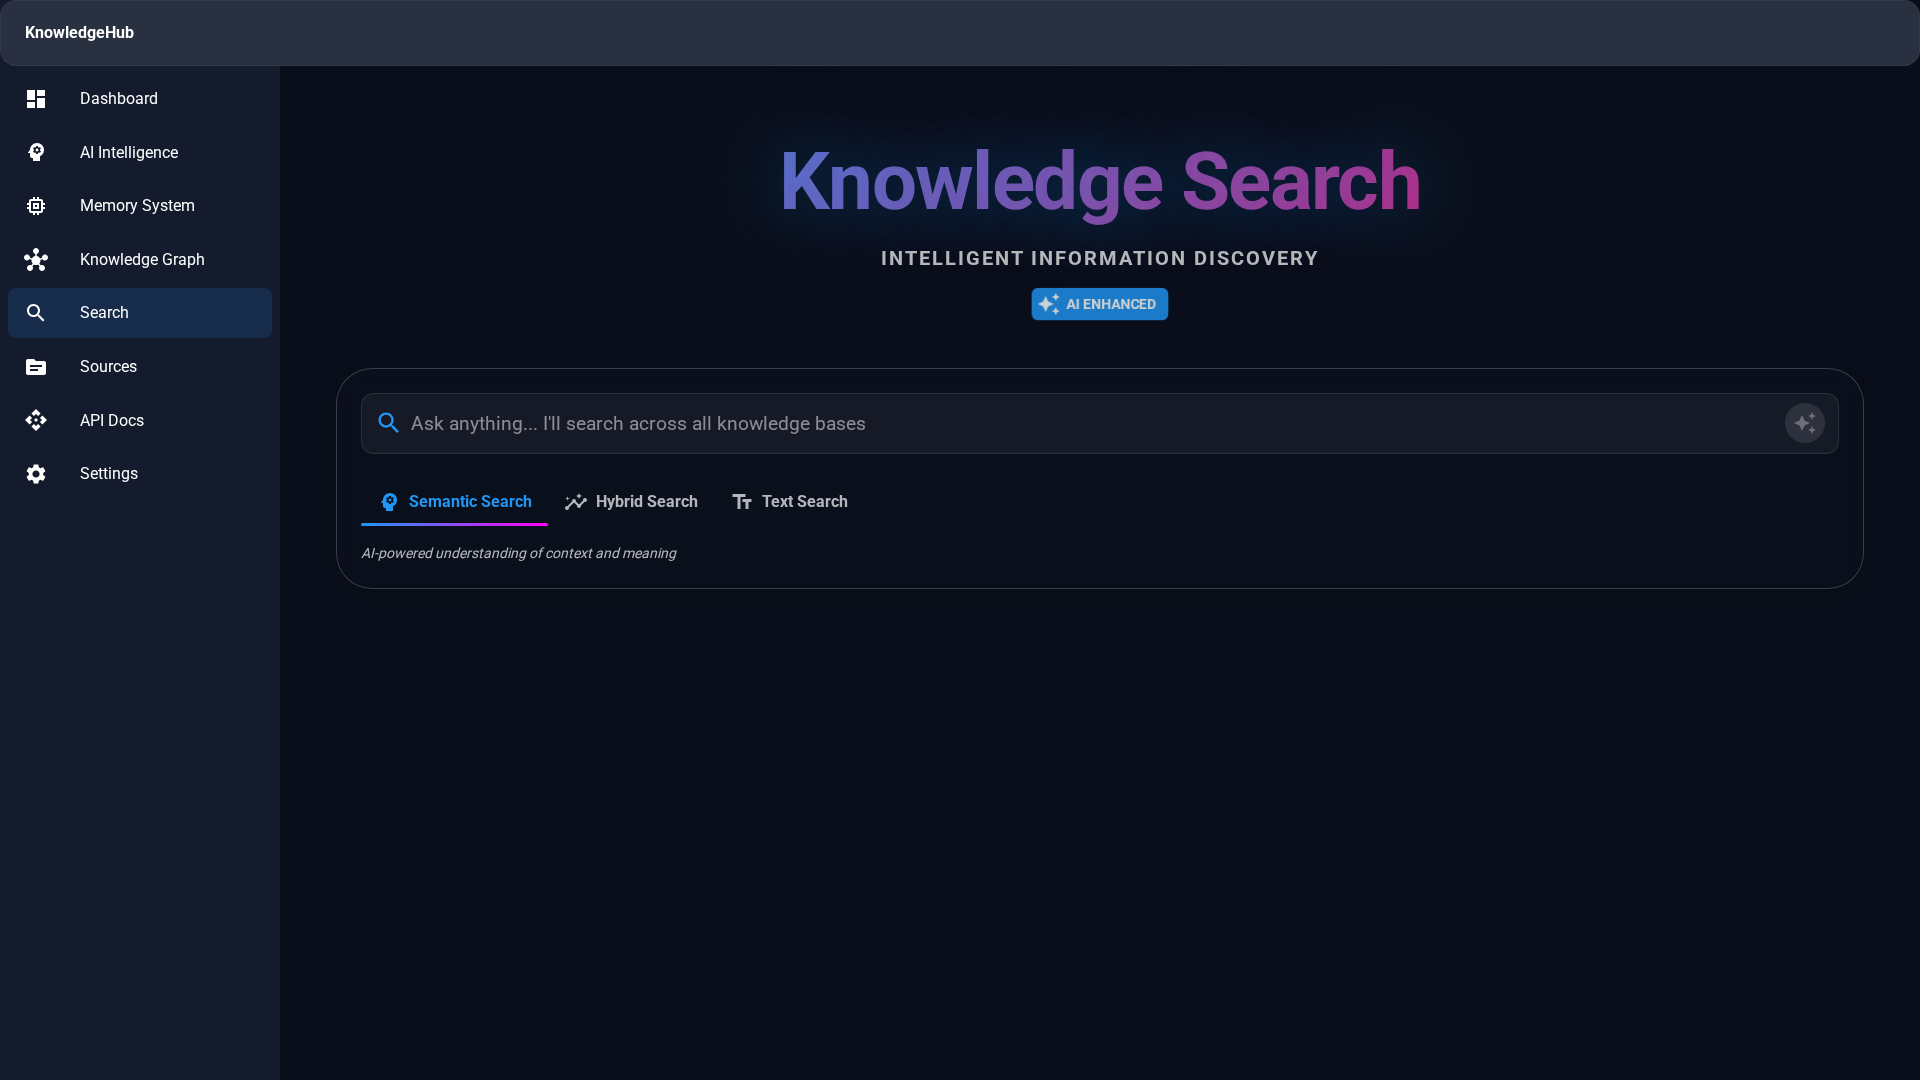 KnowledgeHub
Dashboard
AI Intelligence
Memory System
Knowledge Graph
Search
Sources
API Docs
Settings
Knowledge Search
INTELLIGENT INFORMATION DISCOVERY
AI ENHANCED
Ask anything... I'll search across all knowledge bases
Semantic Search
Hybrid Search
Text Search
AI-powered understanding of context and meaning